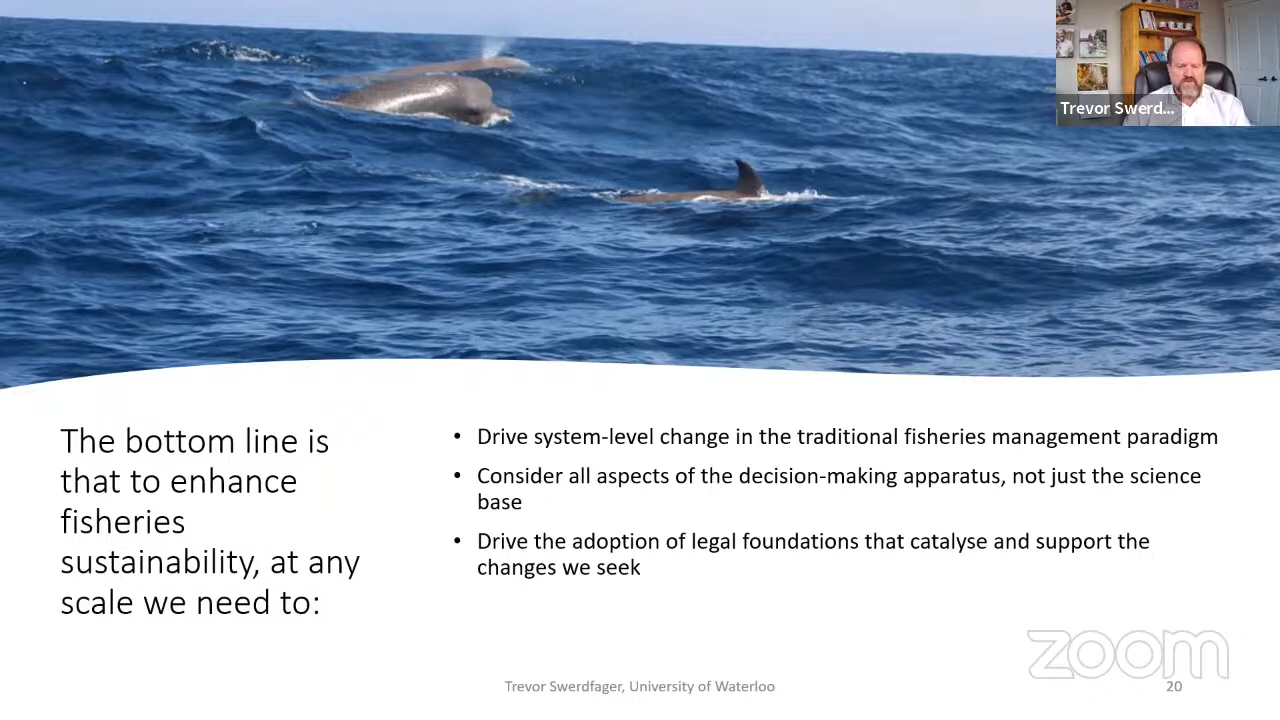 Trevor Swerd...
The bottom line is
that to enhance
fisheries
sustainability, at any
scale we need to:
• Drive system-level change in the traditional fisheries management paradigm
• Consider all aspects of the decision-making apparatus, not just the science
base
• Drive the adoption of legal foundations that catalyse and support the
changes we seek
zoom
Trevor Swerdfager, University of Waterloo
20